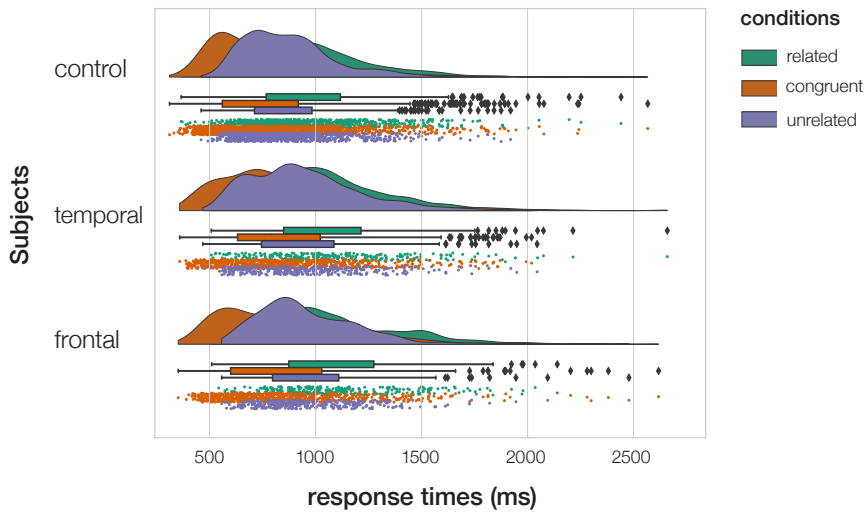 conditions
related
congruent
unrelated
Subjects
control
temporal
frontal
500 1000 1500 2000 2500
response times (ms)